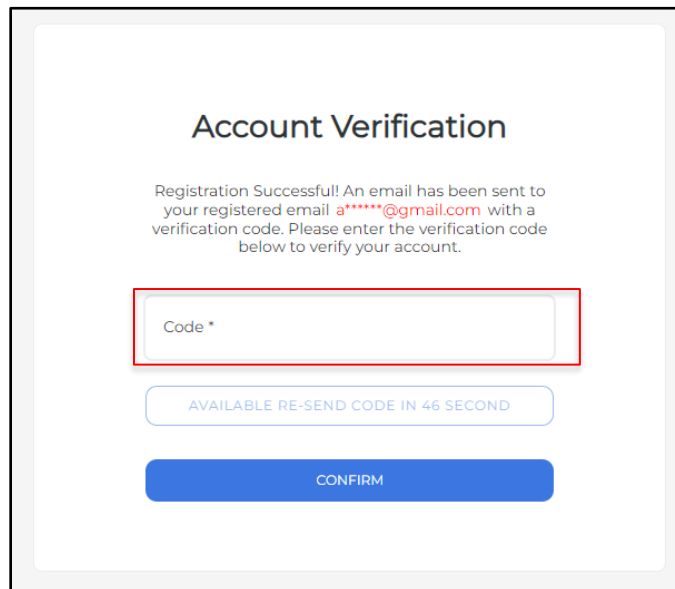 Account Verification
Registration Successful! An email has been sent to
your registered email a******@gmail.com with a
verification code. Please enter the verification code
below to verify your account.
Code *
AVAILABLE RE-SEND CODE IN 46 SECOND
CONFIRM